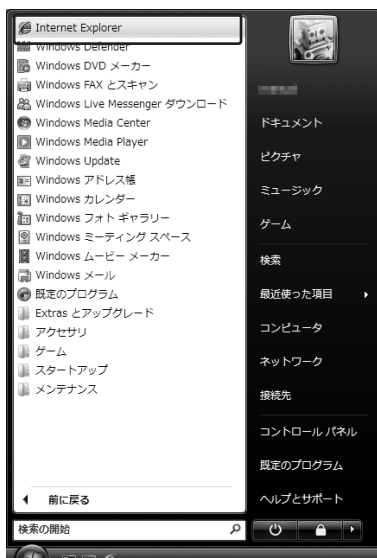 Internet Explorer
Windows Defender
Windows DVD メーカー
Windows FAX とスキャン
Windows Live Messenger ダウンロード
Windows Media Center
Windows Media Player
Windows Update
Windows アドレス帳
Windows カレンダー
Windows フォト ギャラリー
Windows ミーティング スペース
Windows ムービー メーカー
Windows メール
既定のプログラム
Extras とアップグレード
アクセサリ
ゲーム
スタートアップ
メンテナンス
前に戻る
検索の開始
ドキュメント
ピクチャ
ミュージック
ゲーム
検索
最近使った項目
コンピュータ
ネットワーク
接続先
コントロール パネル
既定のプログラム
ヘルプとサポート